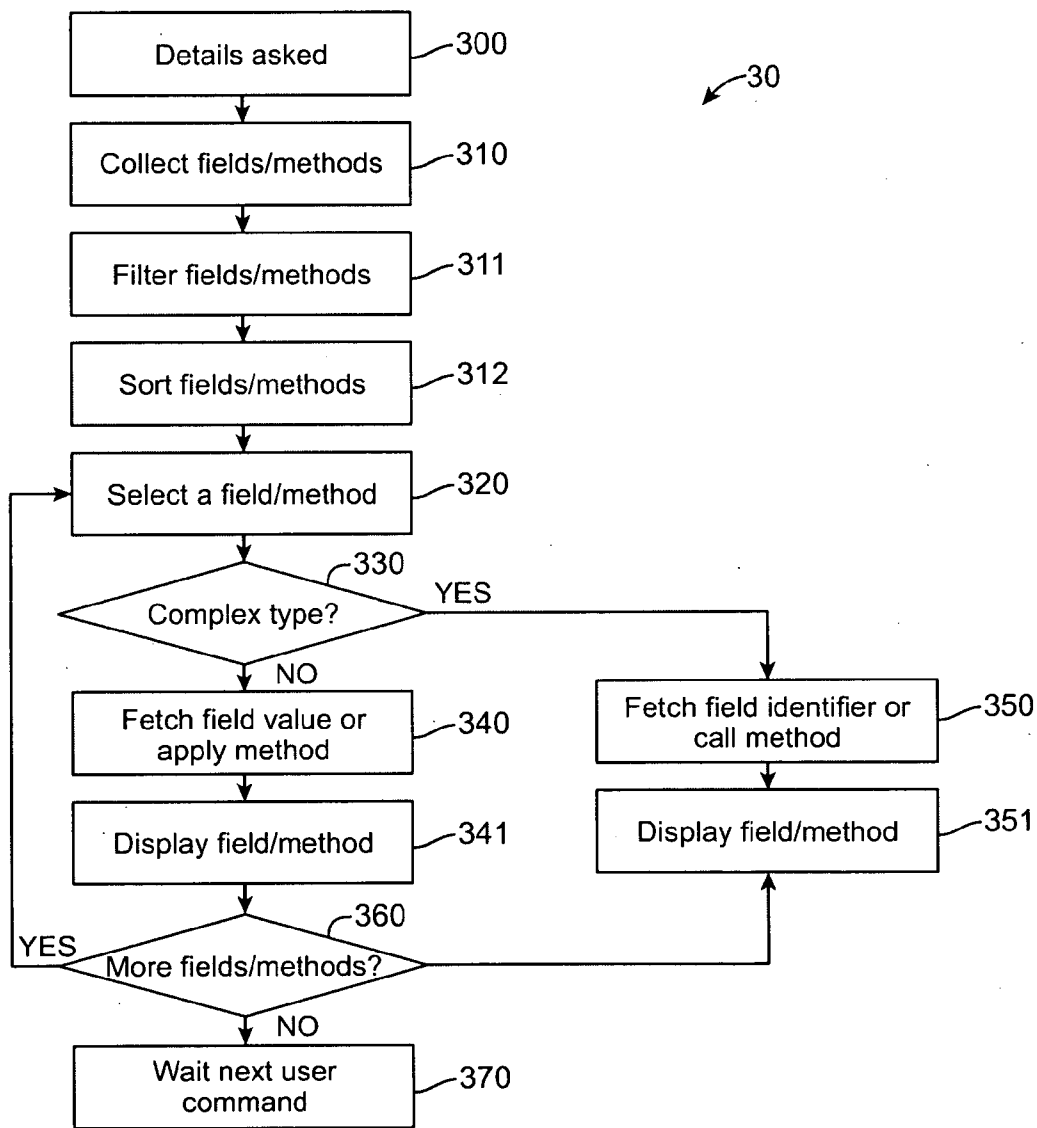 Details asked
300
30
Collect fields/methods
310
Filter fields/methods
311
Sort fields/methods
312
Select a field/method
320
330
Complex type?
YES
NO
Fetch field value or
apply method
340
Fetch field identifier or
call method
350
Display field/method
341
Display field/method
351
360
YES
More fields/methods?
NO
Wait next user
command
370